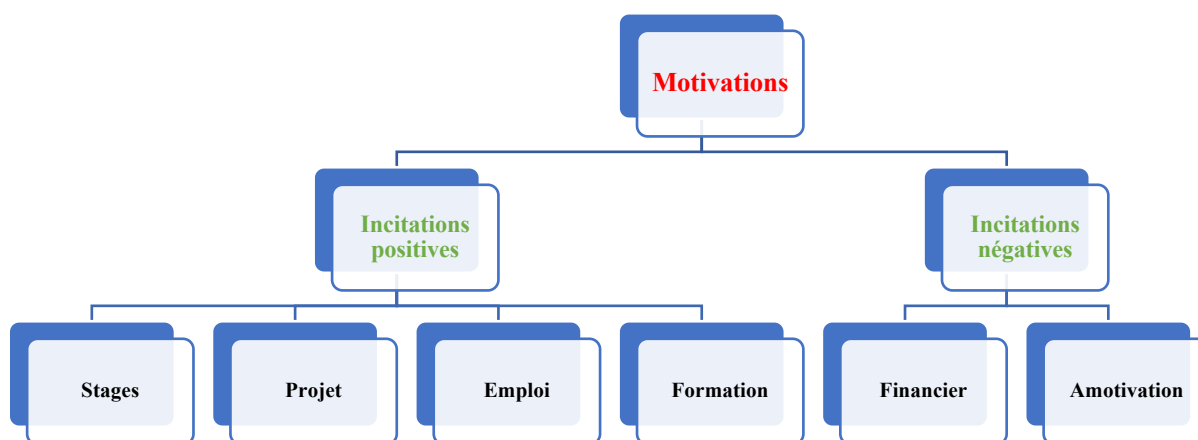 Motivations
Incitations
positives
Incitations
négatives
Stages
Projet
Emploi
Formation
Financier
Amotivation